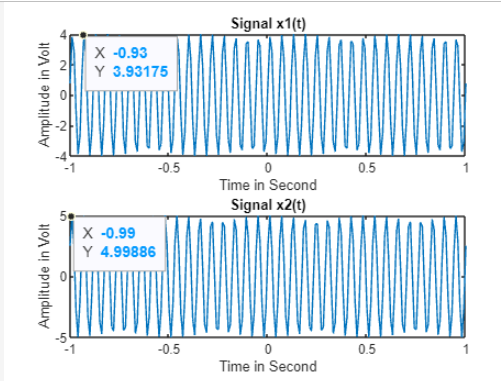 Signal x1(t)
4
2
0
-2
-4
Amplitude in Volt
X -0.93
Y 3.93175
-1
-0.5
0
0.5
1
Time in Second
Signal x2(t)
5
0
-5
Amplitude in Volt
X -0.99
Y 4.99886
-1
-0.5
0
0.5
1
Time in Second